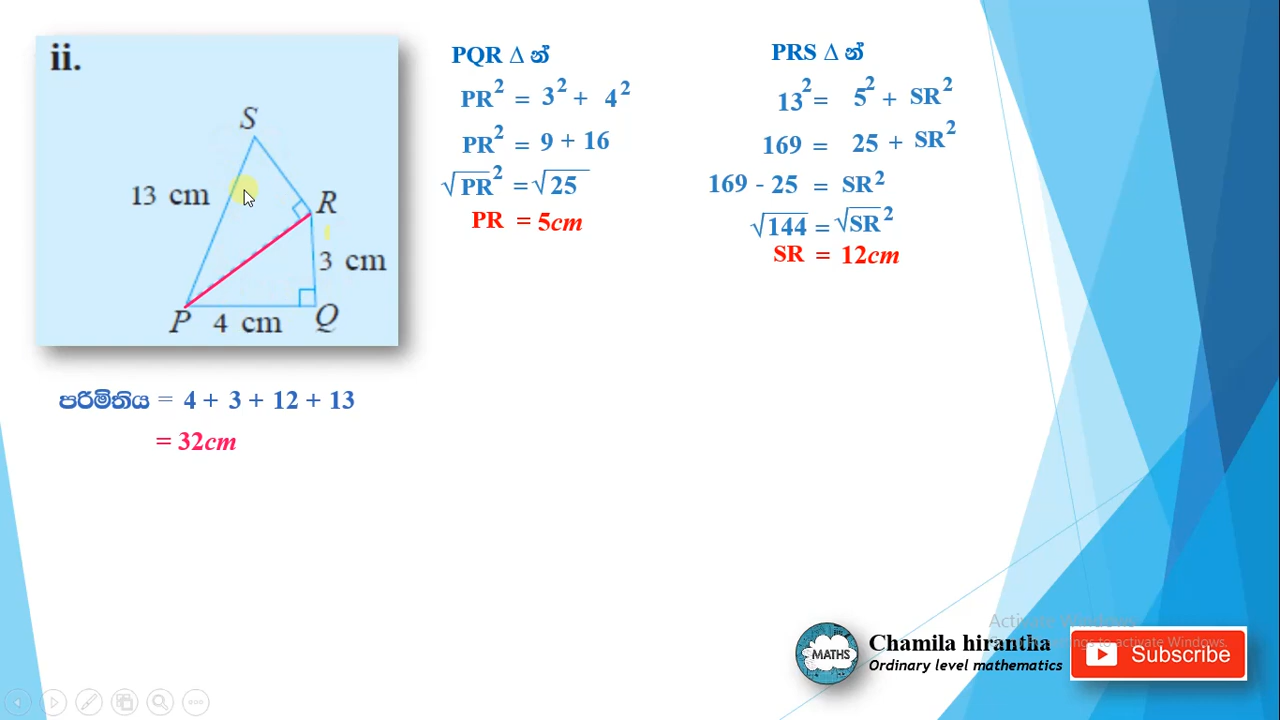 ii.
S
13 cm
R
3 cm
P 4 cm Q
පරිමිතිය = 4 + 3 + 12 + 13
= 32cm
PQR Δ න්
PR² = 3² + 4²
PR² = 9 + 16
√PR² = √25
PR = 5cm
PRS Δ න්
13² = 5² + SR²
169 = 25 + SR²
169 - 25 = SR²
√144 = √SR²
SR = 12cm
MATHS
Chamila hirantha
Ordinary level mathematics
Activate Windows
to activate Windows.
Subscribe